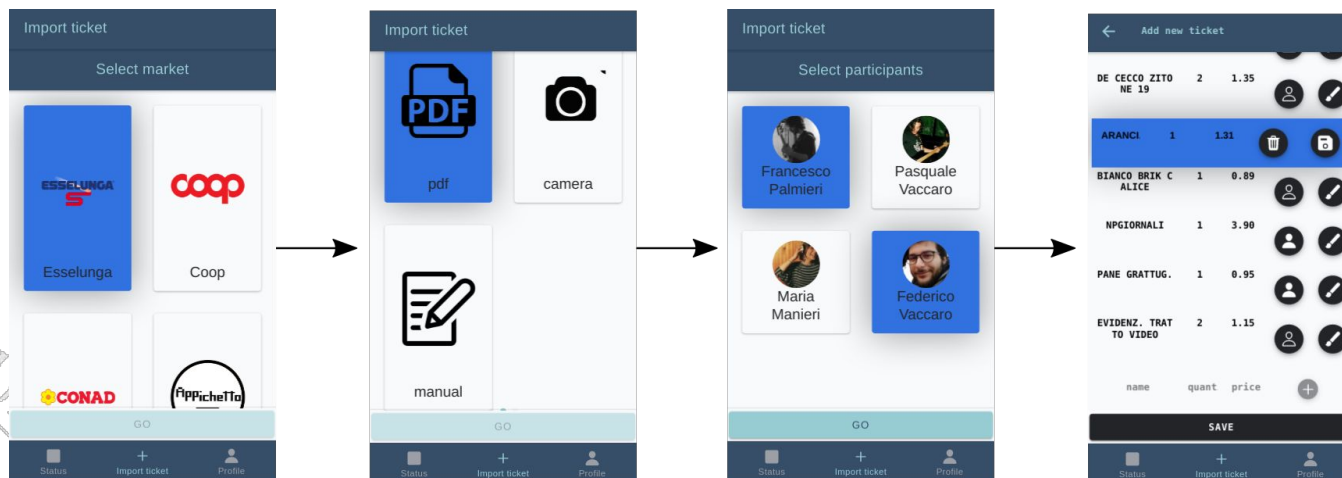 Import ticket
Select market
ESSELUNGA
Esselunga
coop
Coop
CONAD
APPichetto
GO
Status
Import ticket
Profile
Import ticket
PDF
pdf
camera
manual
GO
Status
Import ticket
Profile
Import ticket
Select participants
Francesco
Palmieri
Pasquale
Vaccaro
Maria
Manieri
Federico
Vaccaro
GO
Status
Import ticket
Profile
Add new ticket
DE CECCO ZITO 2 1.35
NE 19
ARANCI 1 1.31
BIANCO BRIK C 1 0.89
ALICE
NPGIORNALI 1 3.90
PANE GRATTUG. 1 0.95
EVIDENZ. TRAT 2 1.15
TO VIDEO
name quant price
SAVE
Status
Import ticket
Profile